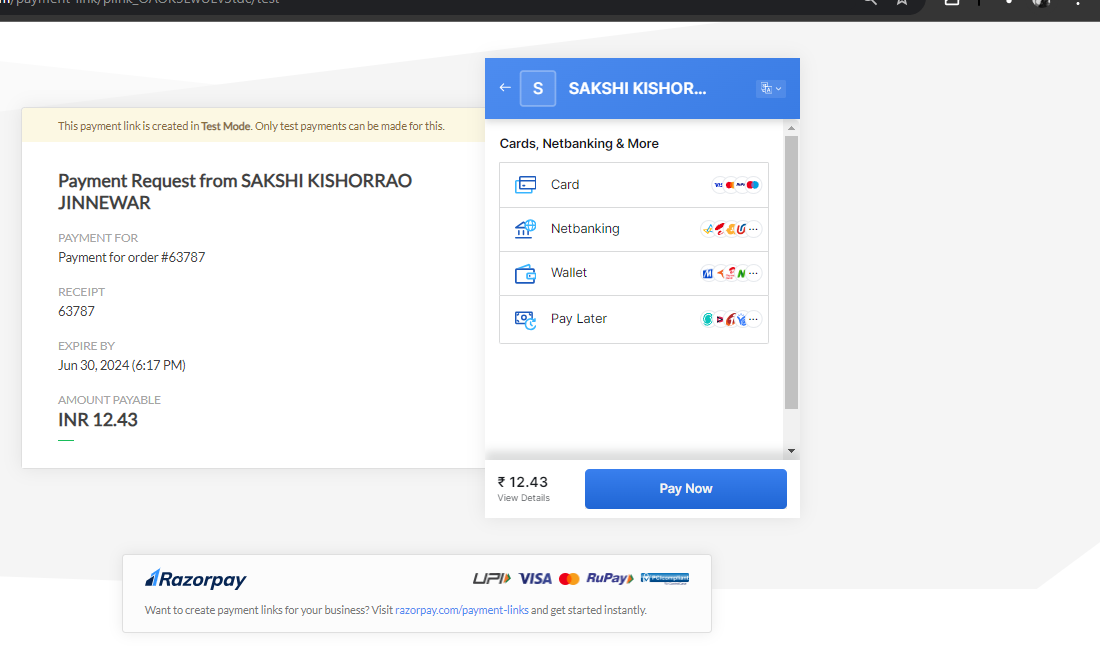 This payment link is created in Test Mode. Only test payments can be made for this.
Payment Request from SAKSHI KISHORRAO
JINNEWAR
PAYMENT FOR
Payment for order #63787
RECEIPT
63787
EXPIRE BY
Jun 30, 2024 (6:17 PM)
AMOUNT PAYABLE
INR 12.43
S
SAKSHI KISHOR...
Cards, Netbanking & More
Card
Netbanking
Wallet
Pay Later
₹ 12.43
View Details
Pay Now
Razorpay
UPI VISA RuPay PCI compliant
Want to create payment links for your business? Visit razorpay.com/payment-links and get started instantly.